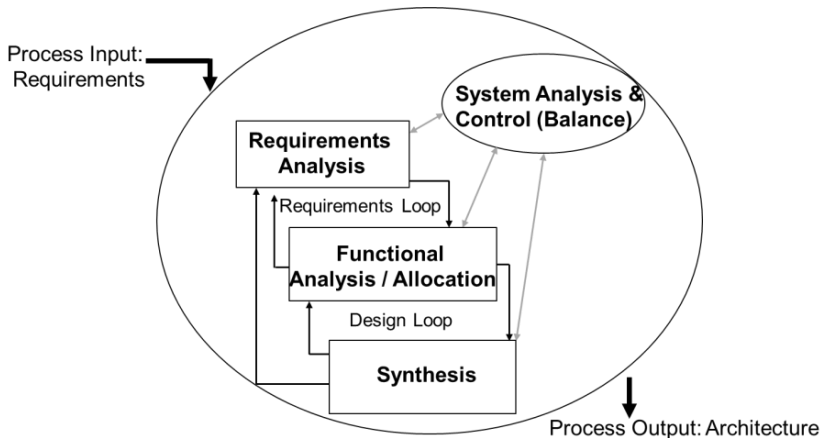 Process Input:
Requirements
System Analysis &
Control (Balance)
Requirements
Analysis
Requirements Loop
Functional
Analysis / Allocation
Design Loop
Synthesis
Process Output: Architecture